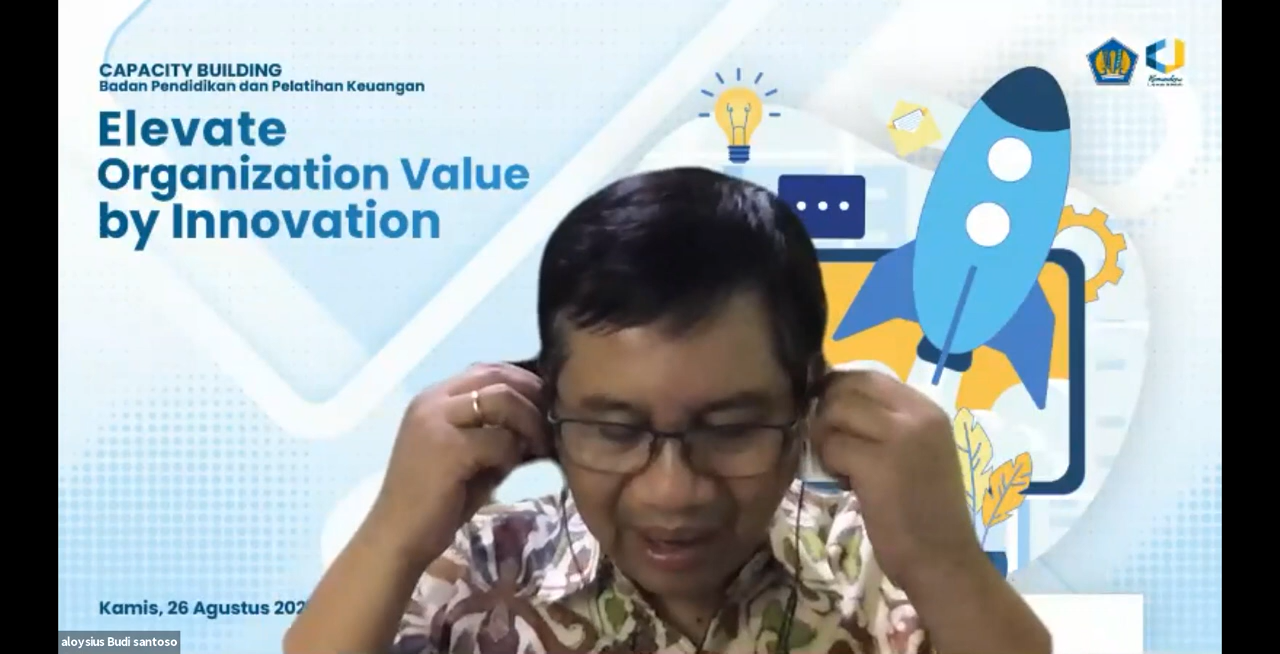 CAPACITY BUILDING
Badan Pendidikan dan Pelatihan Keuangan
Elevate
Organization Value
by Innovation
Kamis, 26 Agustus 202
aloysius Budi santoso